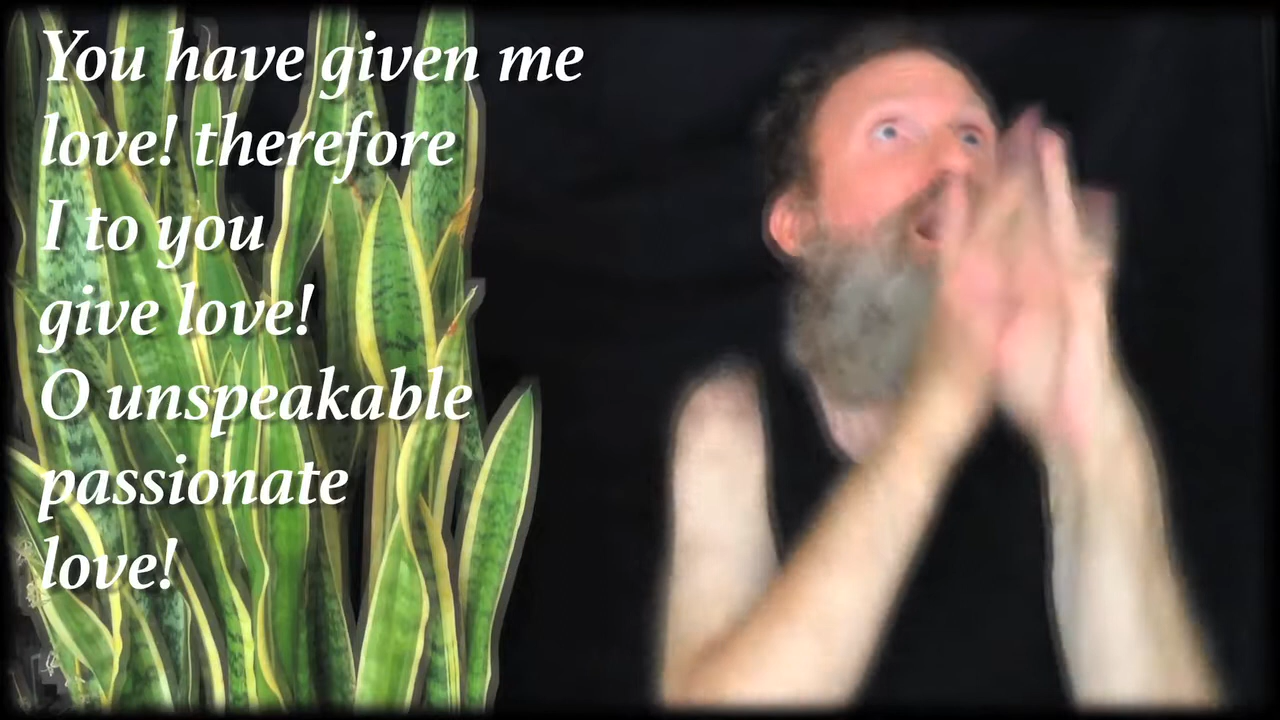 You have given me
love! therefore
I to you
give love!
O unspeakable
passionate
love!